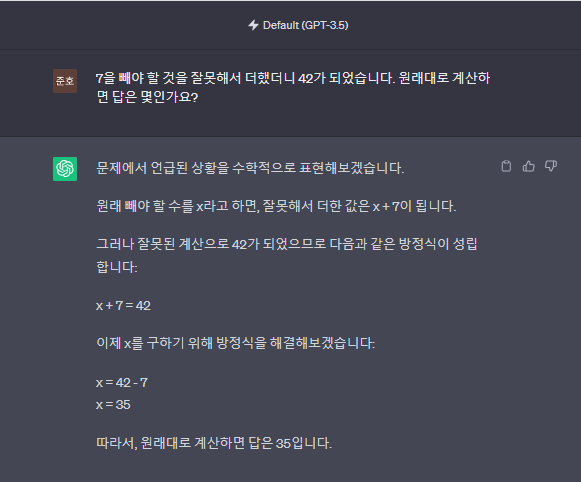 Default (GPT-3.5)
준호
7을 빼야 할 것을 잘못해서 더했더니 42가 되었습니다. 원래대로 계산하
면 답은 몇인가요?
문제에서 언급된 상황을 수학적으로 표현해보겠습니다.
원래 빼야 할 수를 x라고 하면, 잘못해서 더한 값은 x + 7이 됩니다.
그러나 잘못된 계산으로 42가 되었으므로 다음과 같은 방정식이 성립
합니다:
x + 7 = 42
이제 x를 구하기 위해 방정식을 해결해보겠습니다:
x = 42 - 7
x = 35
따라서, 원래대로 계산하면 답은 35입니다.